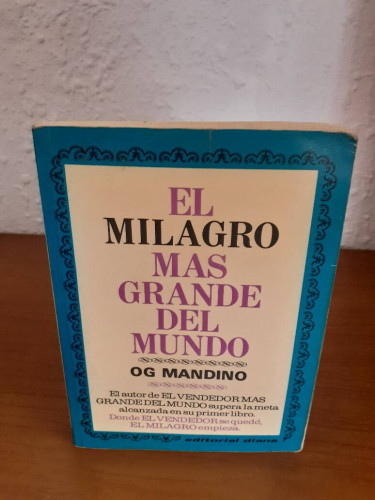 EL
MILAGRO
MAS
GRANDE
DEL
MUNDO
OG MANDINO
El autor de EL VENDEDOR MAS
GRANDE DEL MUNDO supera la meta
alcanzada en su primer libro.
Donde EL VENDEDOR se quedó,
EL MILAGRO empieza.
editorial diana